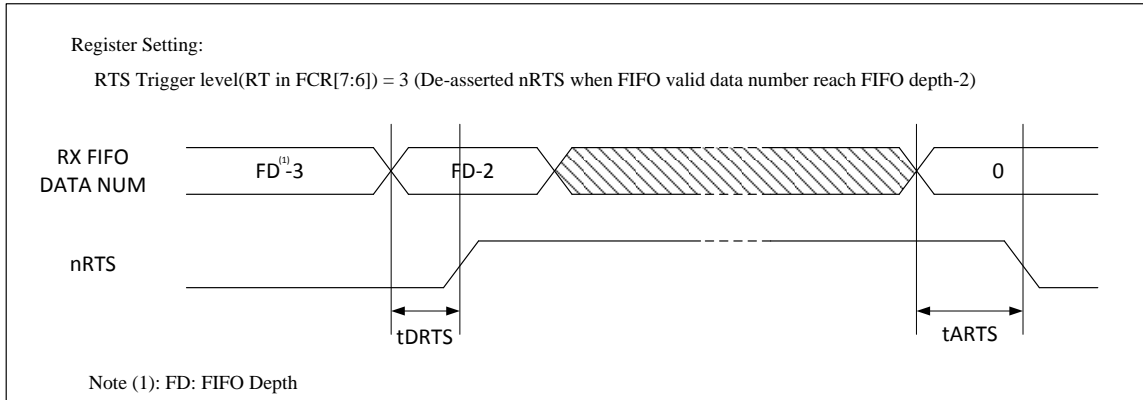 Register Setting:
RTS Trigger level(RT in FCR[7:6]) = 3 (De-asserted nRTS when FIFO valid data number reach FIFO depth-2)
RX FIFO
DATA NUM
FD(1)-3
FD-2
0
nRTS
tDRTS
tARTS
Note (1): FD: FIFO Depth